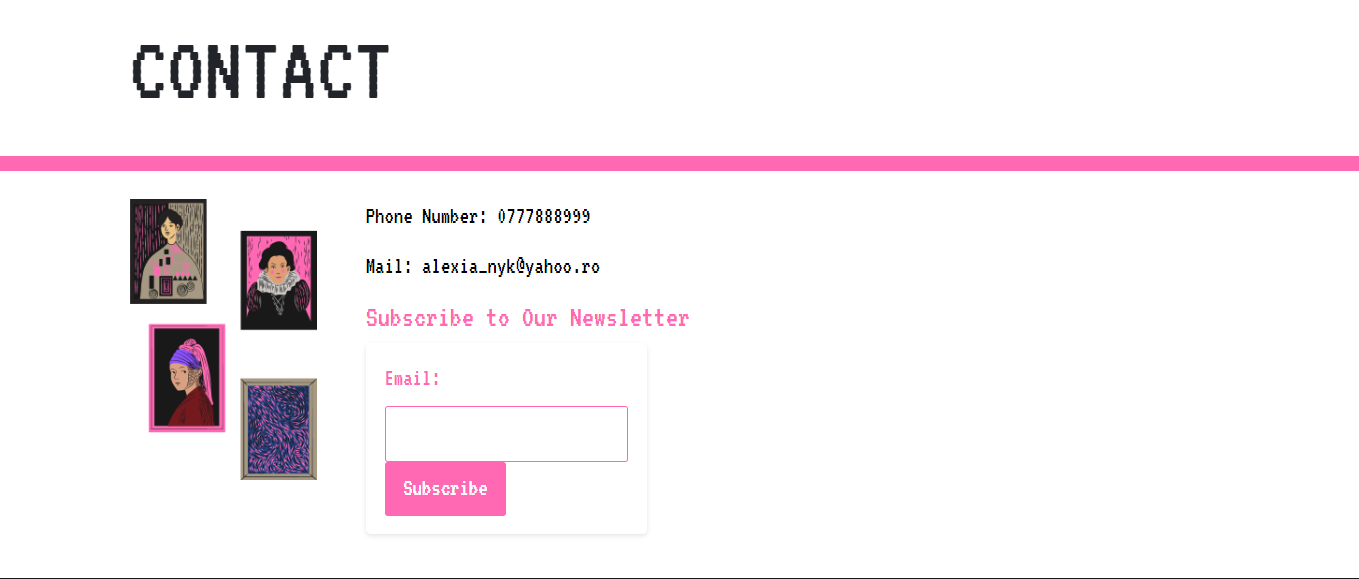 CONTACT
Phone Number: 0777888999
Mail: alexia_nyk@yahoo.ro
Subscribe to Our Newsletter
Email:
Subscribe